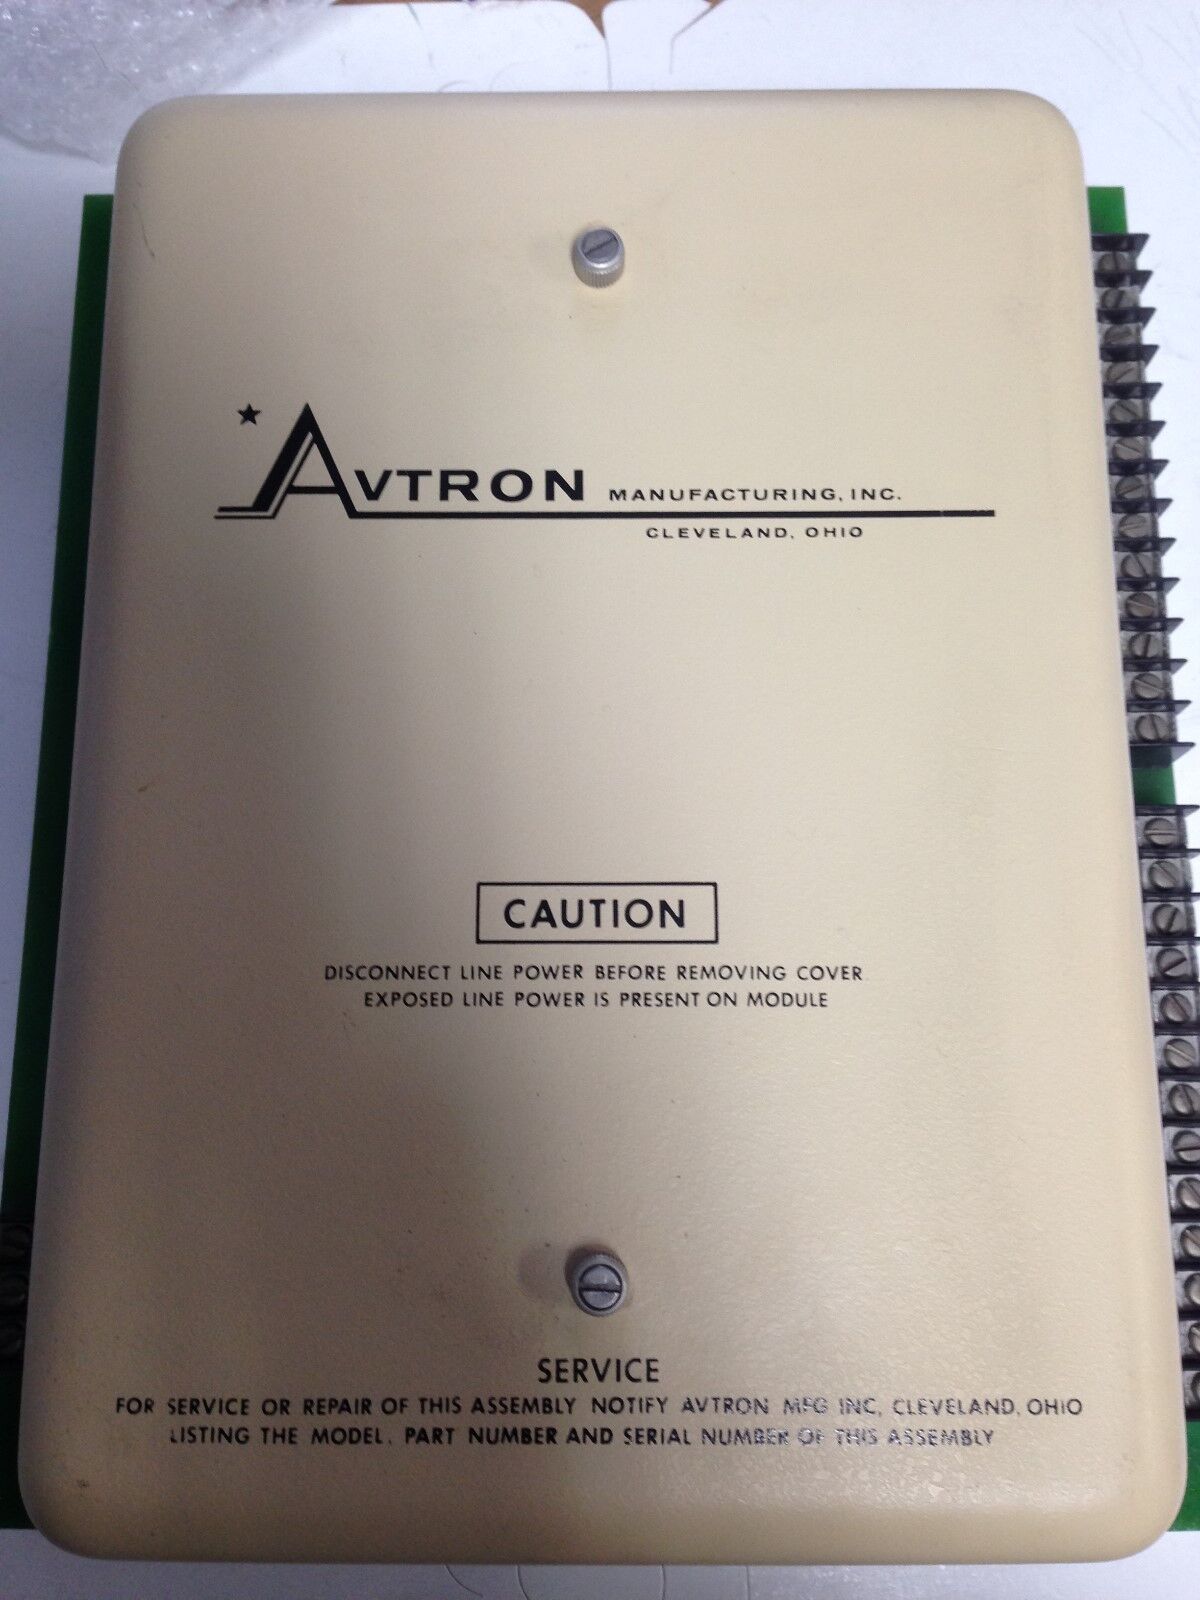 AVTRON MANUFACTURING, INC.
CLEVELAND, OHIO
CAUTION
DISCONNECT LINE POWER BEFORE REMOVING COVER
EXPOSED LINE POWER IS PRESENT ON MODULE
SERVICE
FOR SERVICE OR REPAIR OF THIS ASSEMBLY NOTIFY AVTRON MFG INC, CLEVELAND, OHIO
LISTING THE MODEL, PART NUMBER AND SERIAL NUMBER OF THIS ASSEMBLY